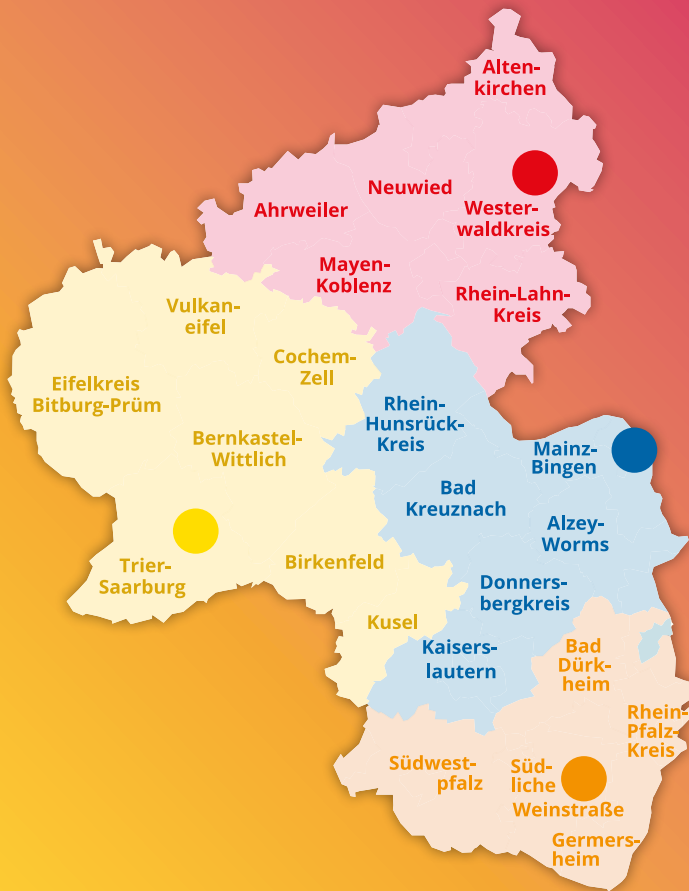 Alten-
kirchen
Neuwied
Ahrweiler
Wester-
waldkreis
Mayen-
Koblenz
Rhein-Lahn-
Kreis
Vulkan-
eifel
Cochem-
Zell
Eifelkreis
Bitburg-Prüm
Bernkastel-
Wittlich
Rhein-
Hunsrück-
Kreis
Mainz-
Bingen
Bad
Kreuznach
Alzey-
Worms
Trier-
Saarburg
Birkenfeld
Donners-
bergkreis
Kusel
Kaisers-
lautern
Bad
Dürk-
heim
Rhein-
Pfalz-
Kreis
Südwest-
pfalz
Süd-
liche
Weinstraße
Germers-
heim